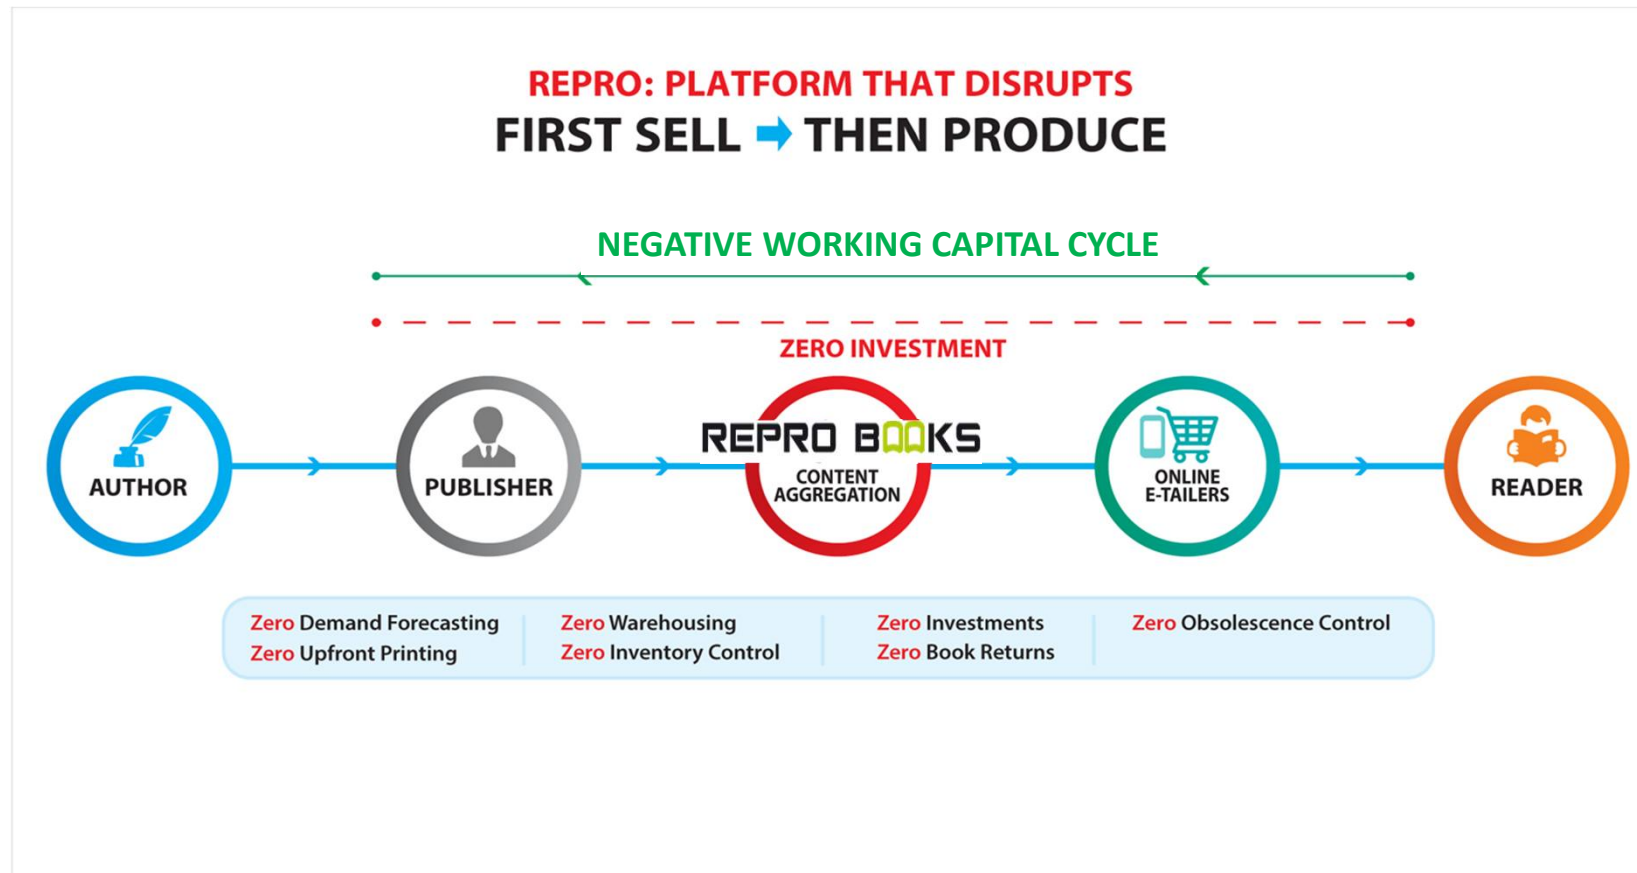 REPRO: PLATFORM THAT DISRUPTS
FIRST SELL ➡ THEN PRODUCE
NEGATIVE WORKING CAPITAL CYCLE
ZERO INVESTMENT
AUTHOR
PUBLISHER
REPRO BOOKS
CONTENT
AGGREGATION
ONLINE
E-TAILERS
READER
Zero Demand Forecasting
Zero Upfront Printing
Zero Warehousing
Zero Inventory Control
Zero Investments
Zero Book Returns
Zero Obsolescence Control